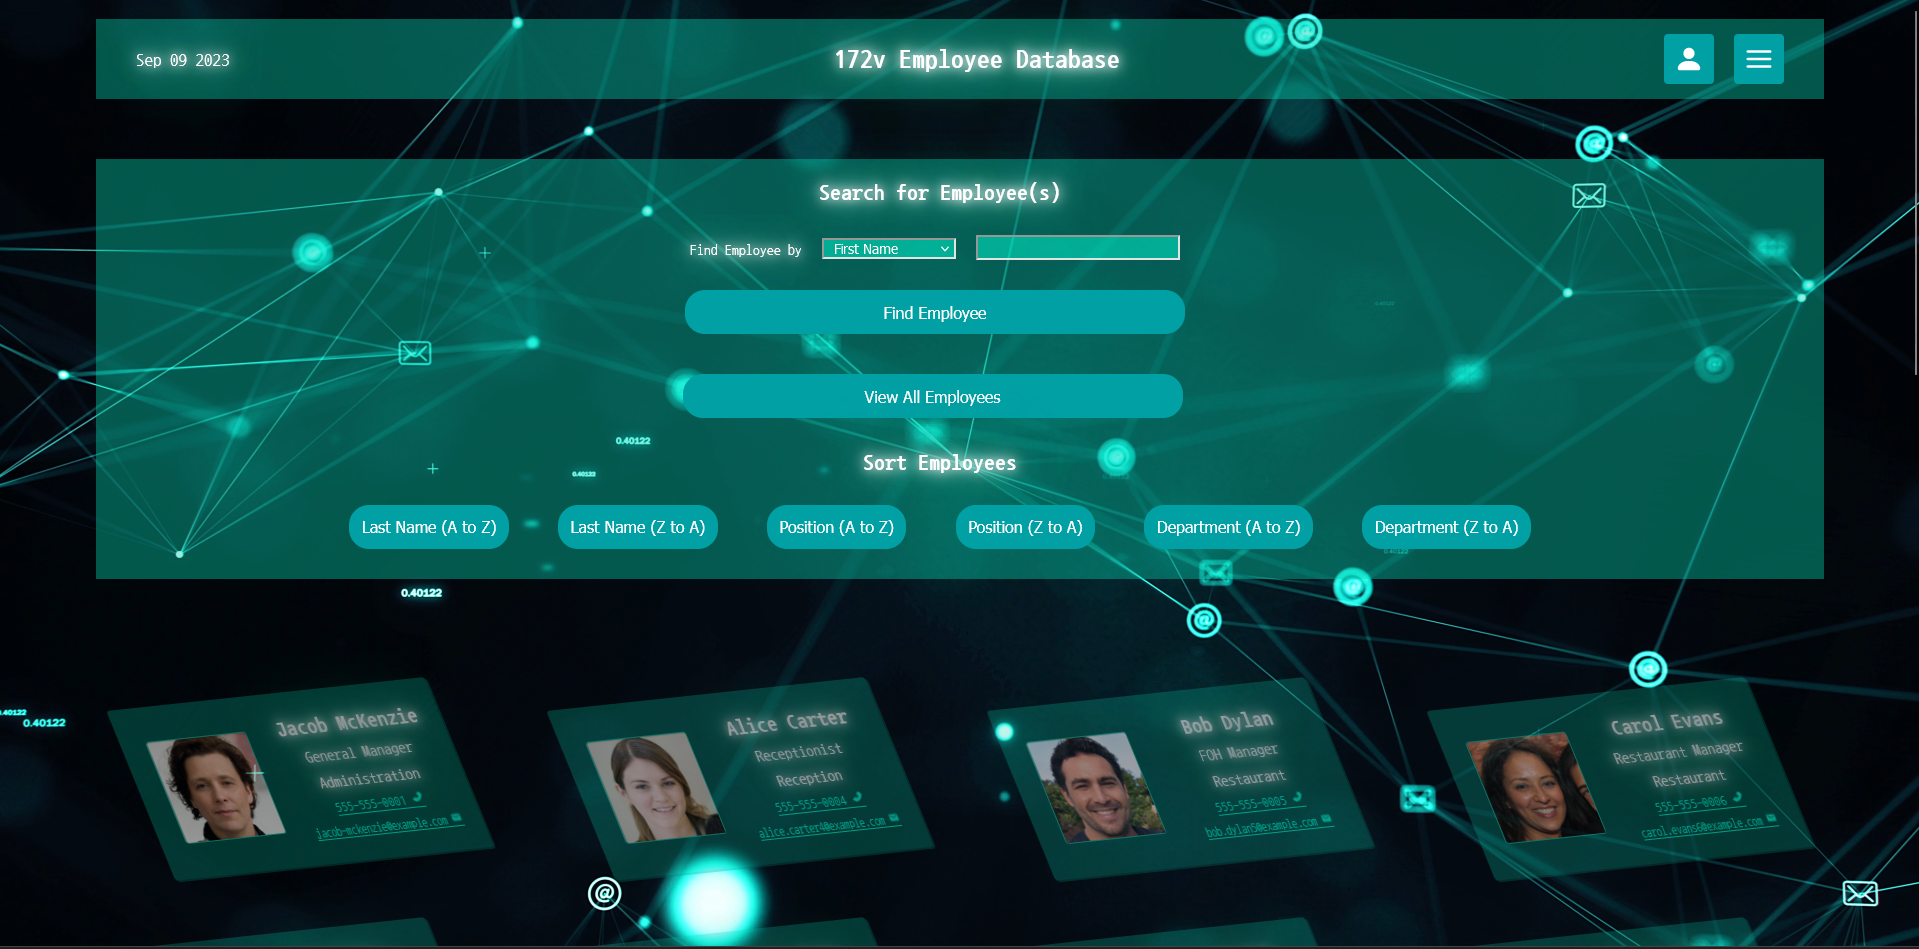 Sep 09 2023
172v Employee Database
Search for Employee(s)
Find Employee by
First Name
Find Employee
View All Employees
0.40122
0.40122
Sort Employees
Last Name (A to Z)
Last Name (Z to A)
Position (A to Z)
Position (Z to A)
Department (A to Z)
Department (Z to A)
0.40122
0.40122
0.40122
Jacob McKenzie
General Manager
Administration
555-555-0001
jacob-mckenzie@example.com
Alice Carter
Receptionist
Reception
555-555-0004
alice.carter4@example.com
Bob Dylan
FOH Manager
Restaurant
555-555-0005
bob.dylan5@example.com
Carol Evans
Restaurant Manager
Restaurant
555-555-0006
carol.evans6@example.com